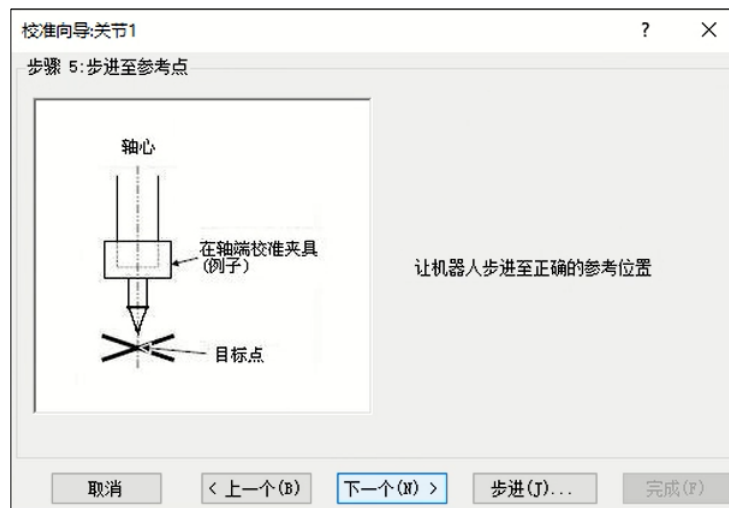 校准向导:关节1
?
步骤 5:步进至参考点
轴心
在轴端校准夹具
(例子)
目标点
让机器人步进至正确的参考位置
取消
< 上一个(B)
下一个(N) >
步进(J)...
完成(F)